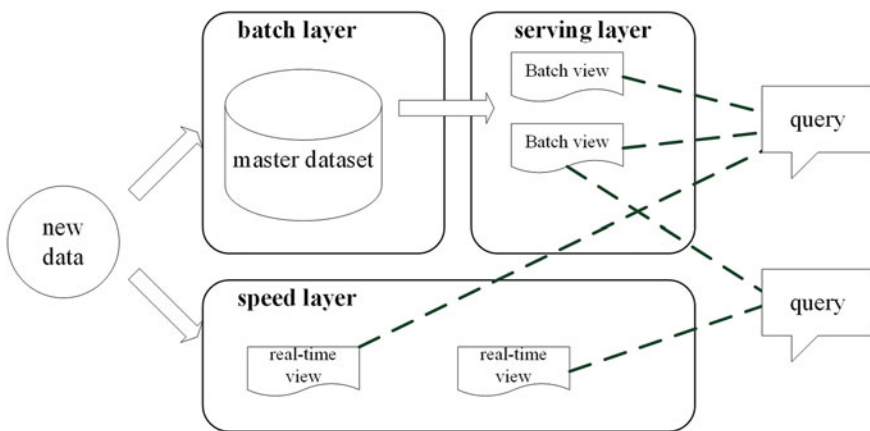 batch layer
serving layer
Batch view
query
master dataset
Batch view
new
data
speed layer
query
real-time
view
real-time
view